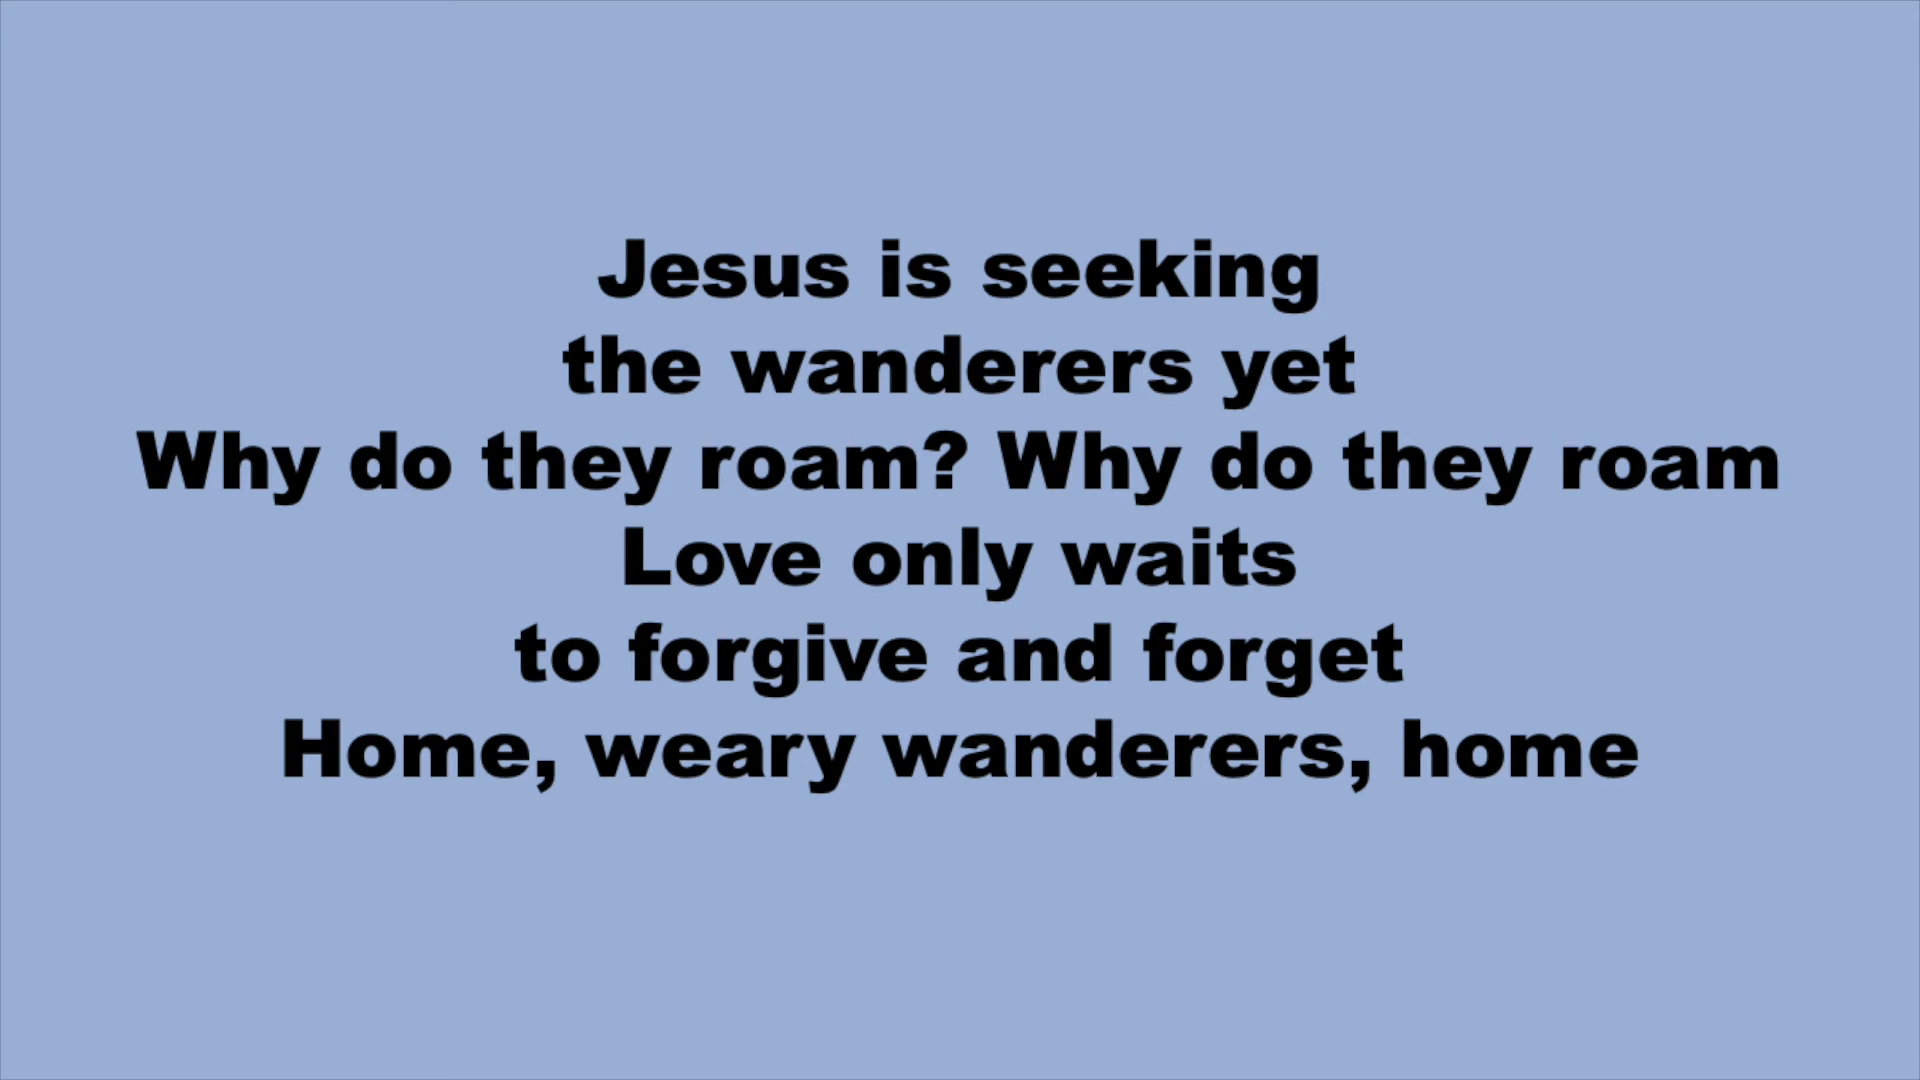 Jesus is seeking
the wanderers yet
Why do they roam? Why do they roam
Love only waits
to forgive and forget
Home, weary wanderers, home